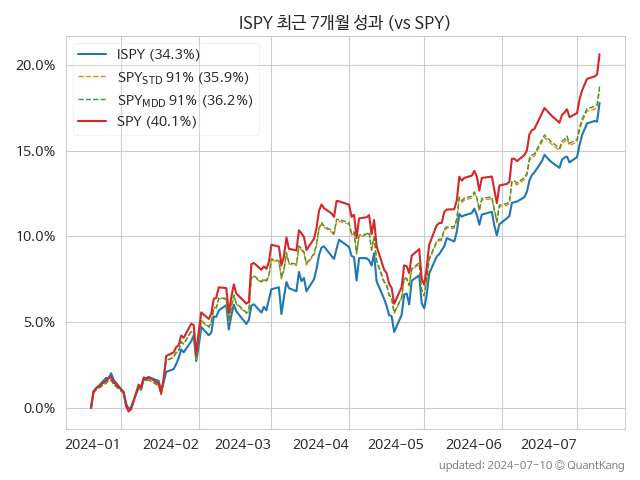 ISPY 최근 7개월 성과 (vs SPY)
ISPY (34.3%)
SPY_STD 91% (35.9%)
SPY_MDD 91% (36.2%)
SPY (40.1%)
20.0%
15.0%
10.0%
5.0%
0.0%
2024-01 2024-02 2024-03 2024-04 2024-05 2024-06 2024-07
updated: 2024-07-10 © QuantKang